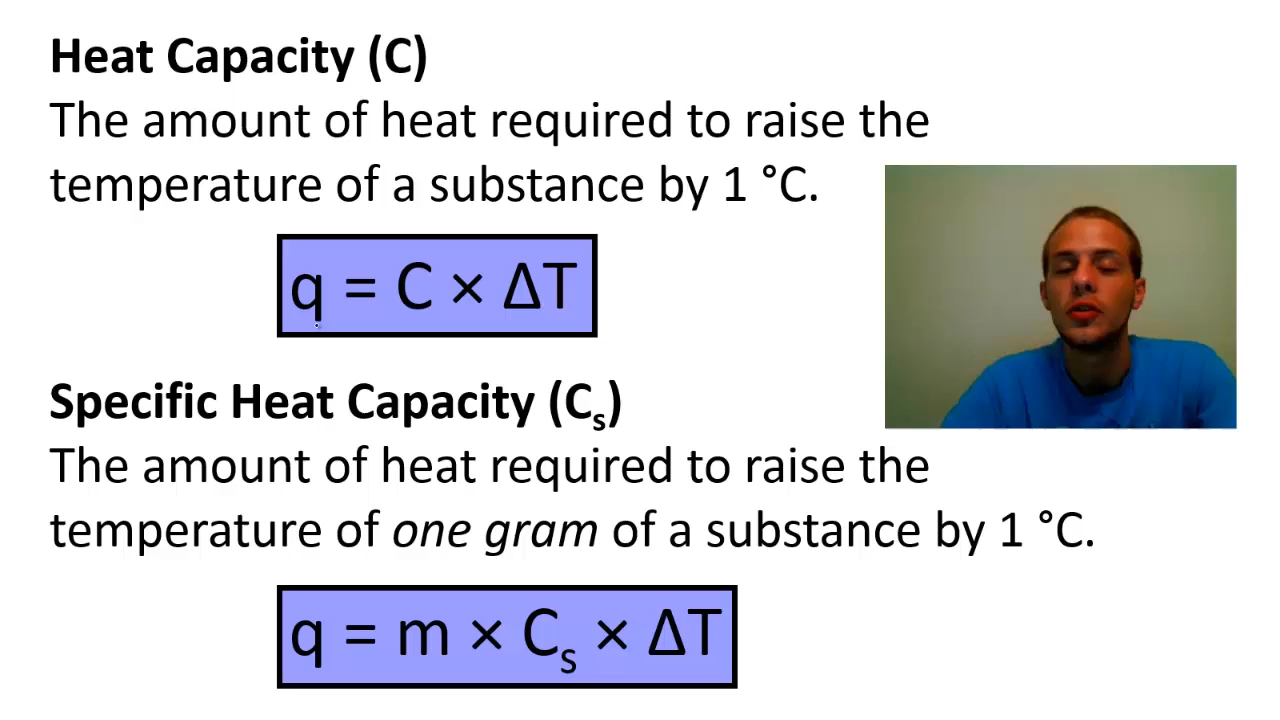 Heat Capacity (C)
The amount of heat required to raise the
temperature of a substance by 1 °C.
q = C × ΔT
Specific Heat Capacity (Cₛ)
The amount of heat required to raise the
temperature of one gram of a substance by 1 °C.
q = m × Cₛ × ΔT